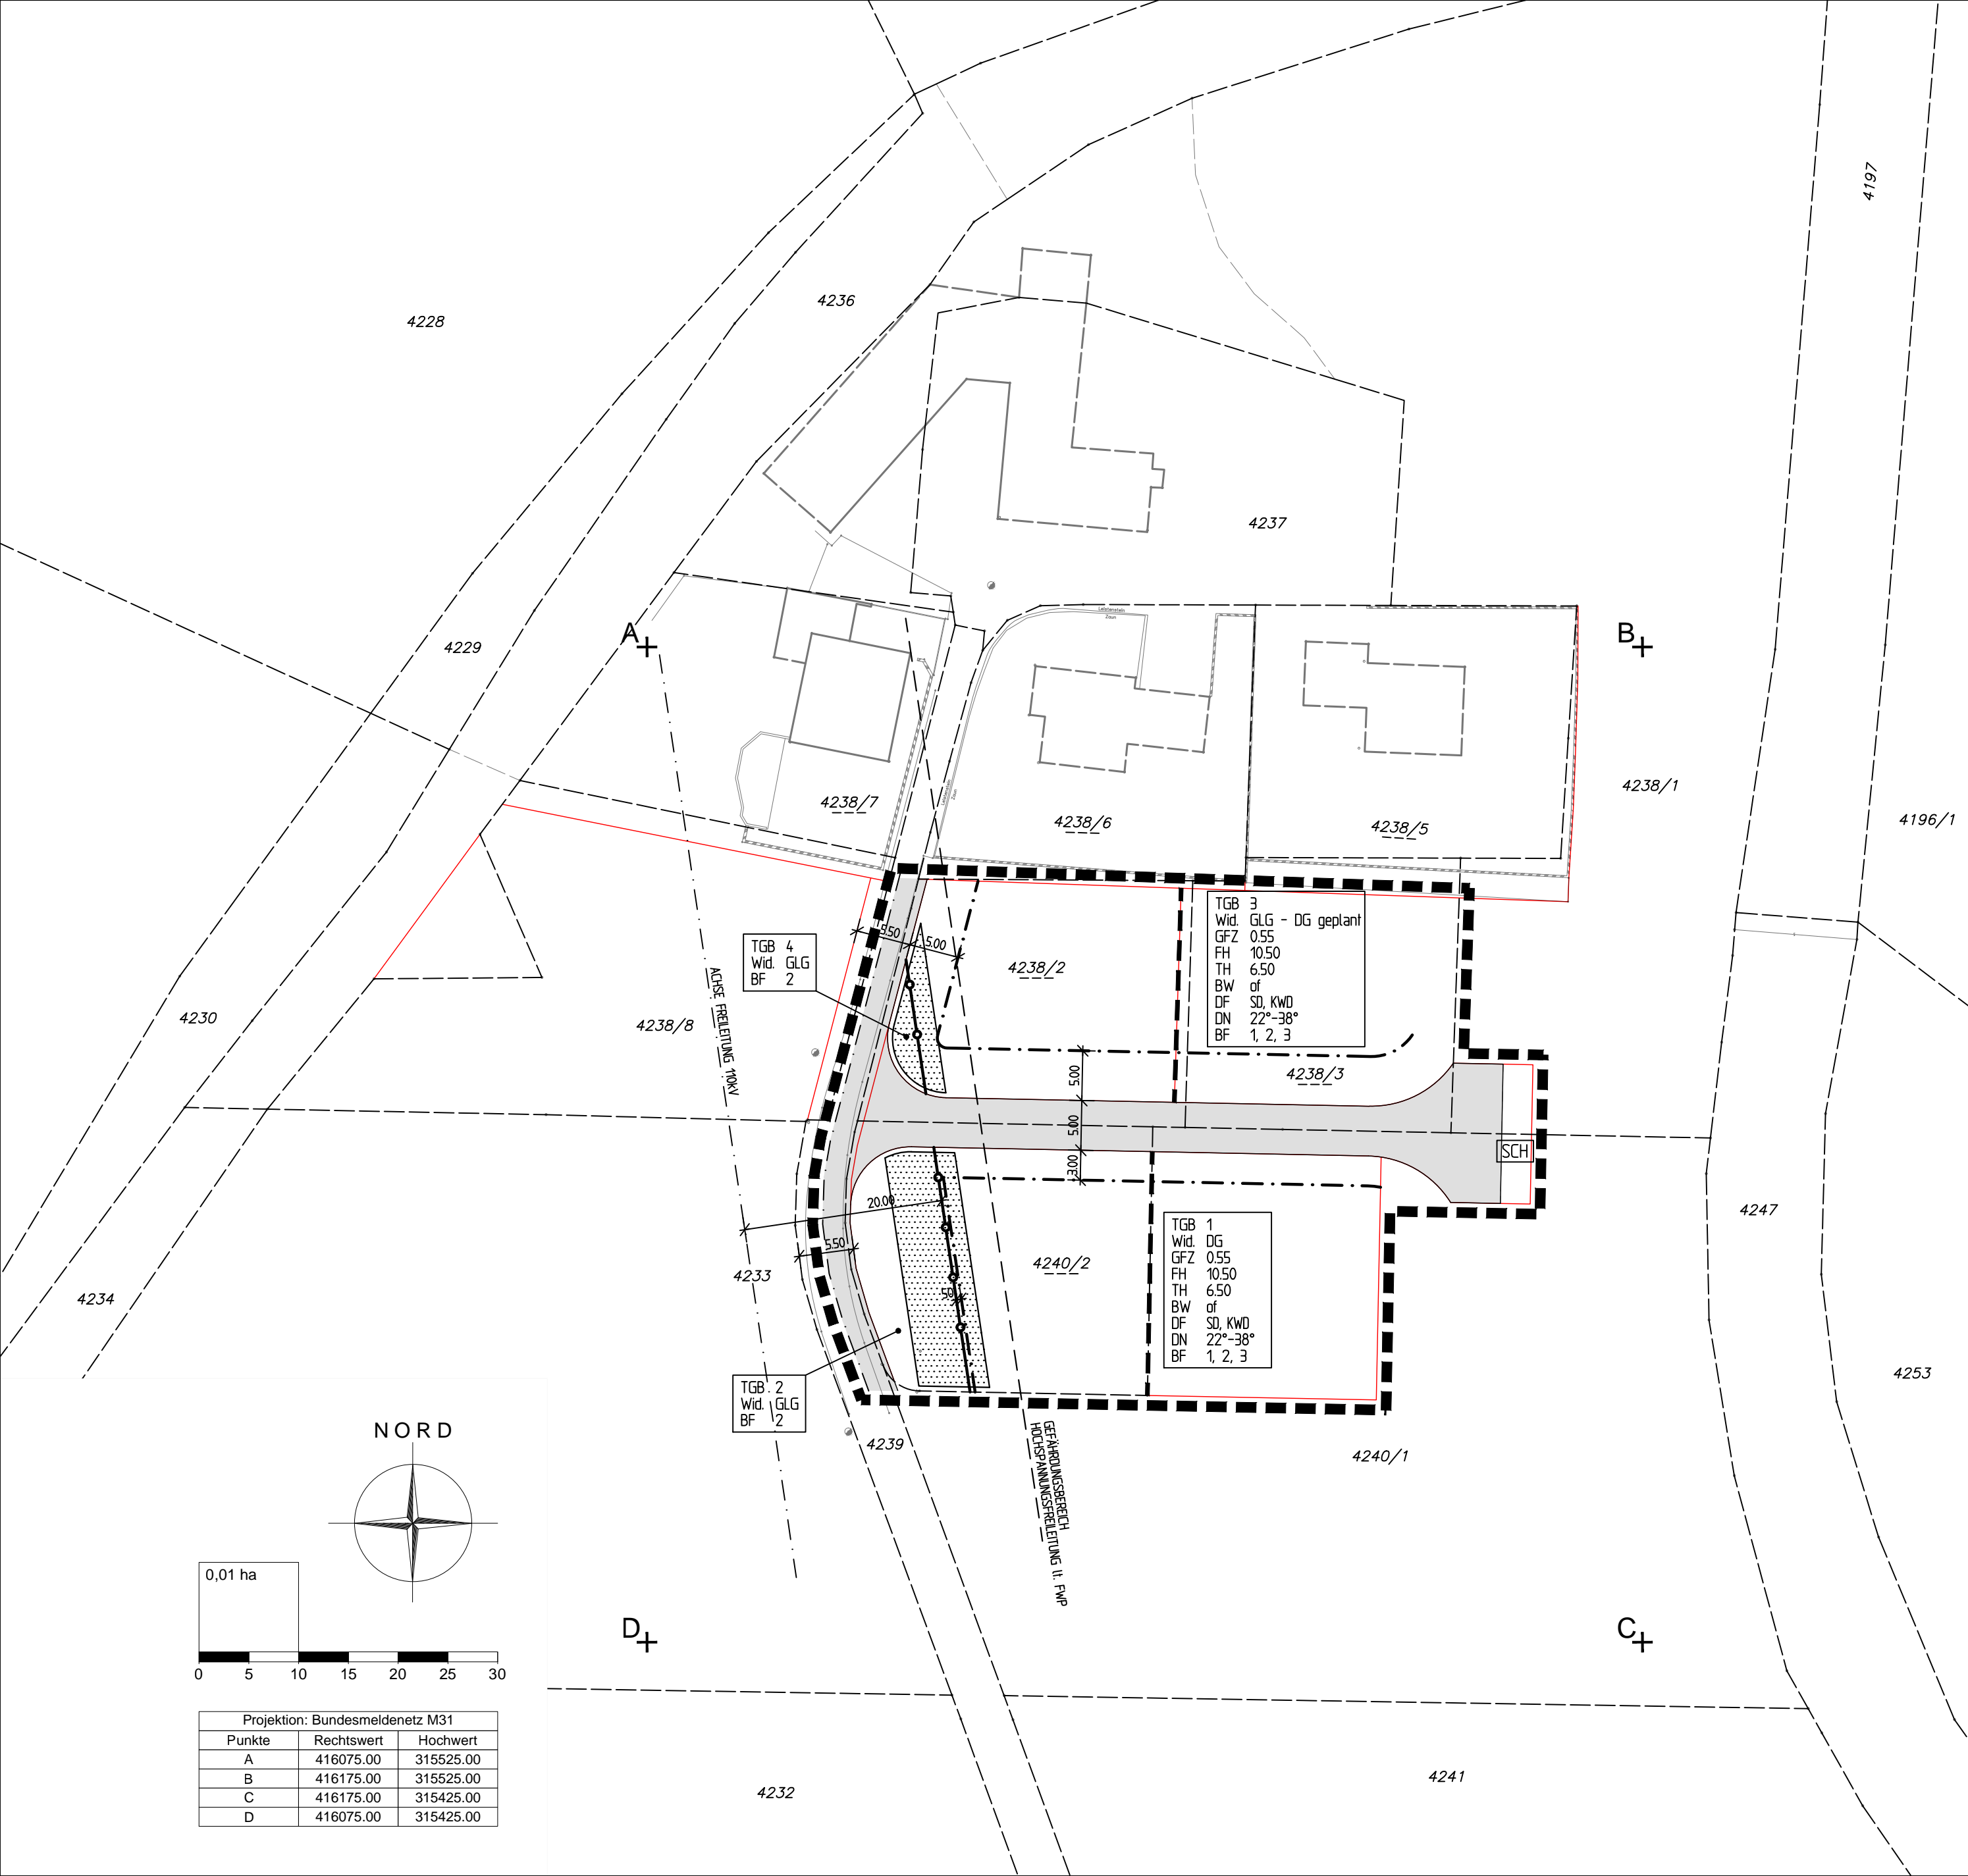 4197
4228
4236
4237
Leistenstein
Zaun
A
B
4229
4238/7
4238/6
4238/5
4238/1
4196/1
Leistenstein
Zaun
TGB 3
Wid. GLG - DG geplant
GFZ 0.55
FH 10.50
TH 6.50
BW of
DF SD, KWD
DN 22°-38°
BF 1, 2, 3
5.50
5.00
TGB 4
Wid. GLG
BF 2
4238/2
ACHSE FREILEITUNG 110kV
4230
4238/8
4238/3
5.00
5.00
3.00
SCH
20.00
5.50
50
4233
4240/2
4247
4234
TGB 1
Wid. DG
GFZ 0.55
FH 10.50
TH 6.50
BW of
DF SD, KWD
DN 22°-38°
BF 1, 2, 3
4253
TGB 2
Wid. GLG
BF 2
4239
4240/1
GEFÄHRDUNGSBEREICH
HOCHSPANNUNGSFREILEITUNG lt. FWP
NORD
0,01 ha
0 5 10 15 20 25 30
D
C
Projektion: Bundesmeldenetz M31
Punkte Rechtswert Hochwert
A 416075.00 315525.00
B 416175.00 315525.00
C 416175.00 315425.00
D 416075.00 315425.00
4232
4241